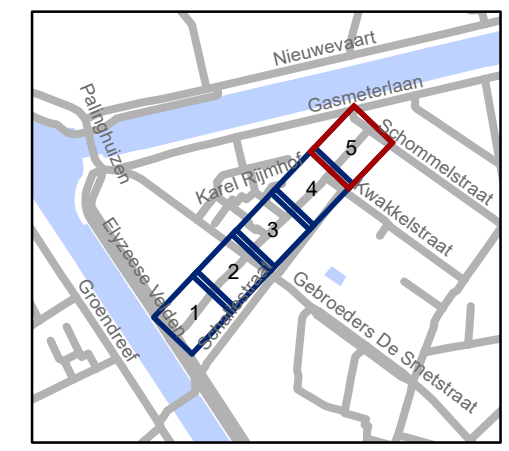 Nieuwevaart
Gasmeterlaan
Palinghuizen
Schommelstraat
Karel Rijmhof
Kwakkelstraat
Elyzeese Velden
Groendreef
Gebroeders De Smetstraat
5
4
3
2
1